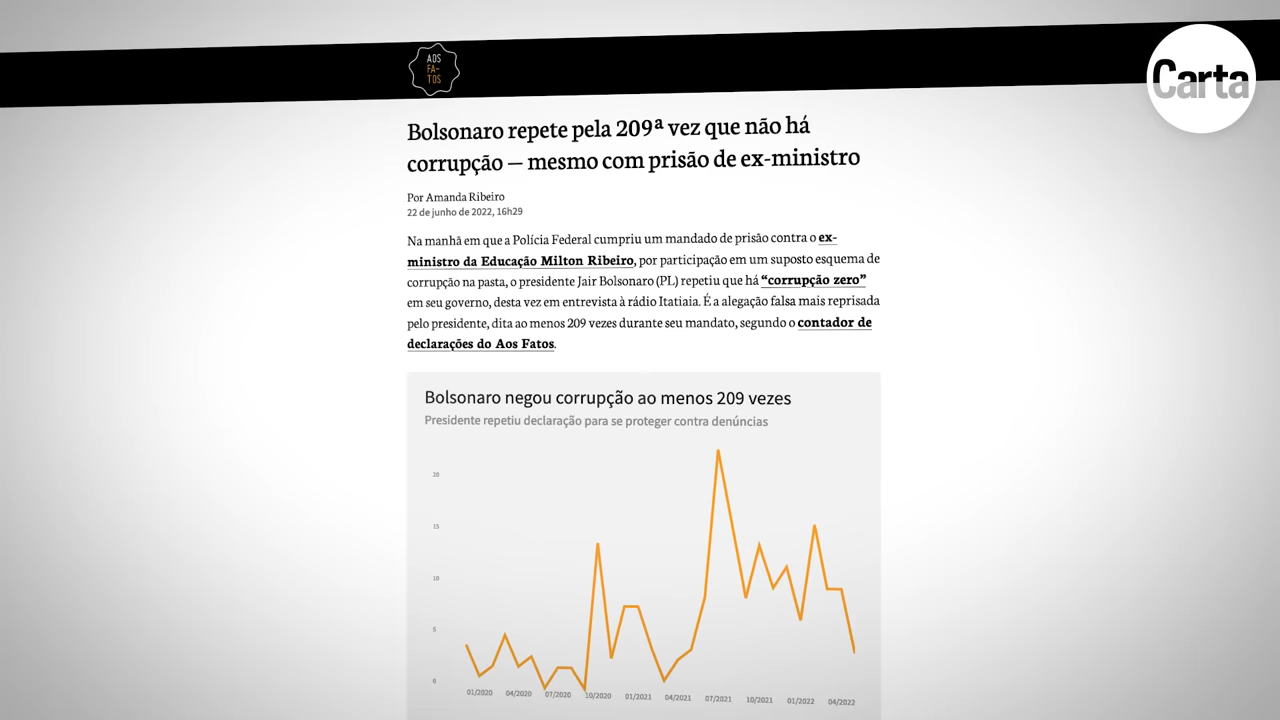 AOS
FA-
TOS
Carta
Bolsonaro repete pela 209ª vez que não há
corrupção — mesmo com prisão de ex-ministro
Por Amanda Ribeiro
22 de junho de 2022, 16h29
Na manhã em que a Polícia Federal cumpriu um mandado de prisão contra o ex-
ministro da Educação Milton Ribeiro, por participação em um suposto esquema de
corrupção na pasta, o presidente Jair Bolsonaro (PL) repetiu que há “corrupção zero”
em seu governo, desta vez em entrevista à rádio Itatiaia. É a alegação falsa mais reprisada
pelo presidente, dita ao menos 209 vezes durante seu mandato, segundo o contador de
declarações do Aos Fatos.
Bolsonaro negou corrupção ao menos 209 vezes
Presidente repetiu declaração para se proteger contra denúncias
20
15
10
5
0
01/2020 04/2020 07/2020 10/2020 01/2021 04/2021 07/2021 10/2021 01/2022 04/2022